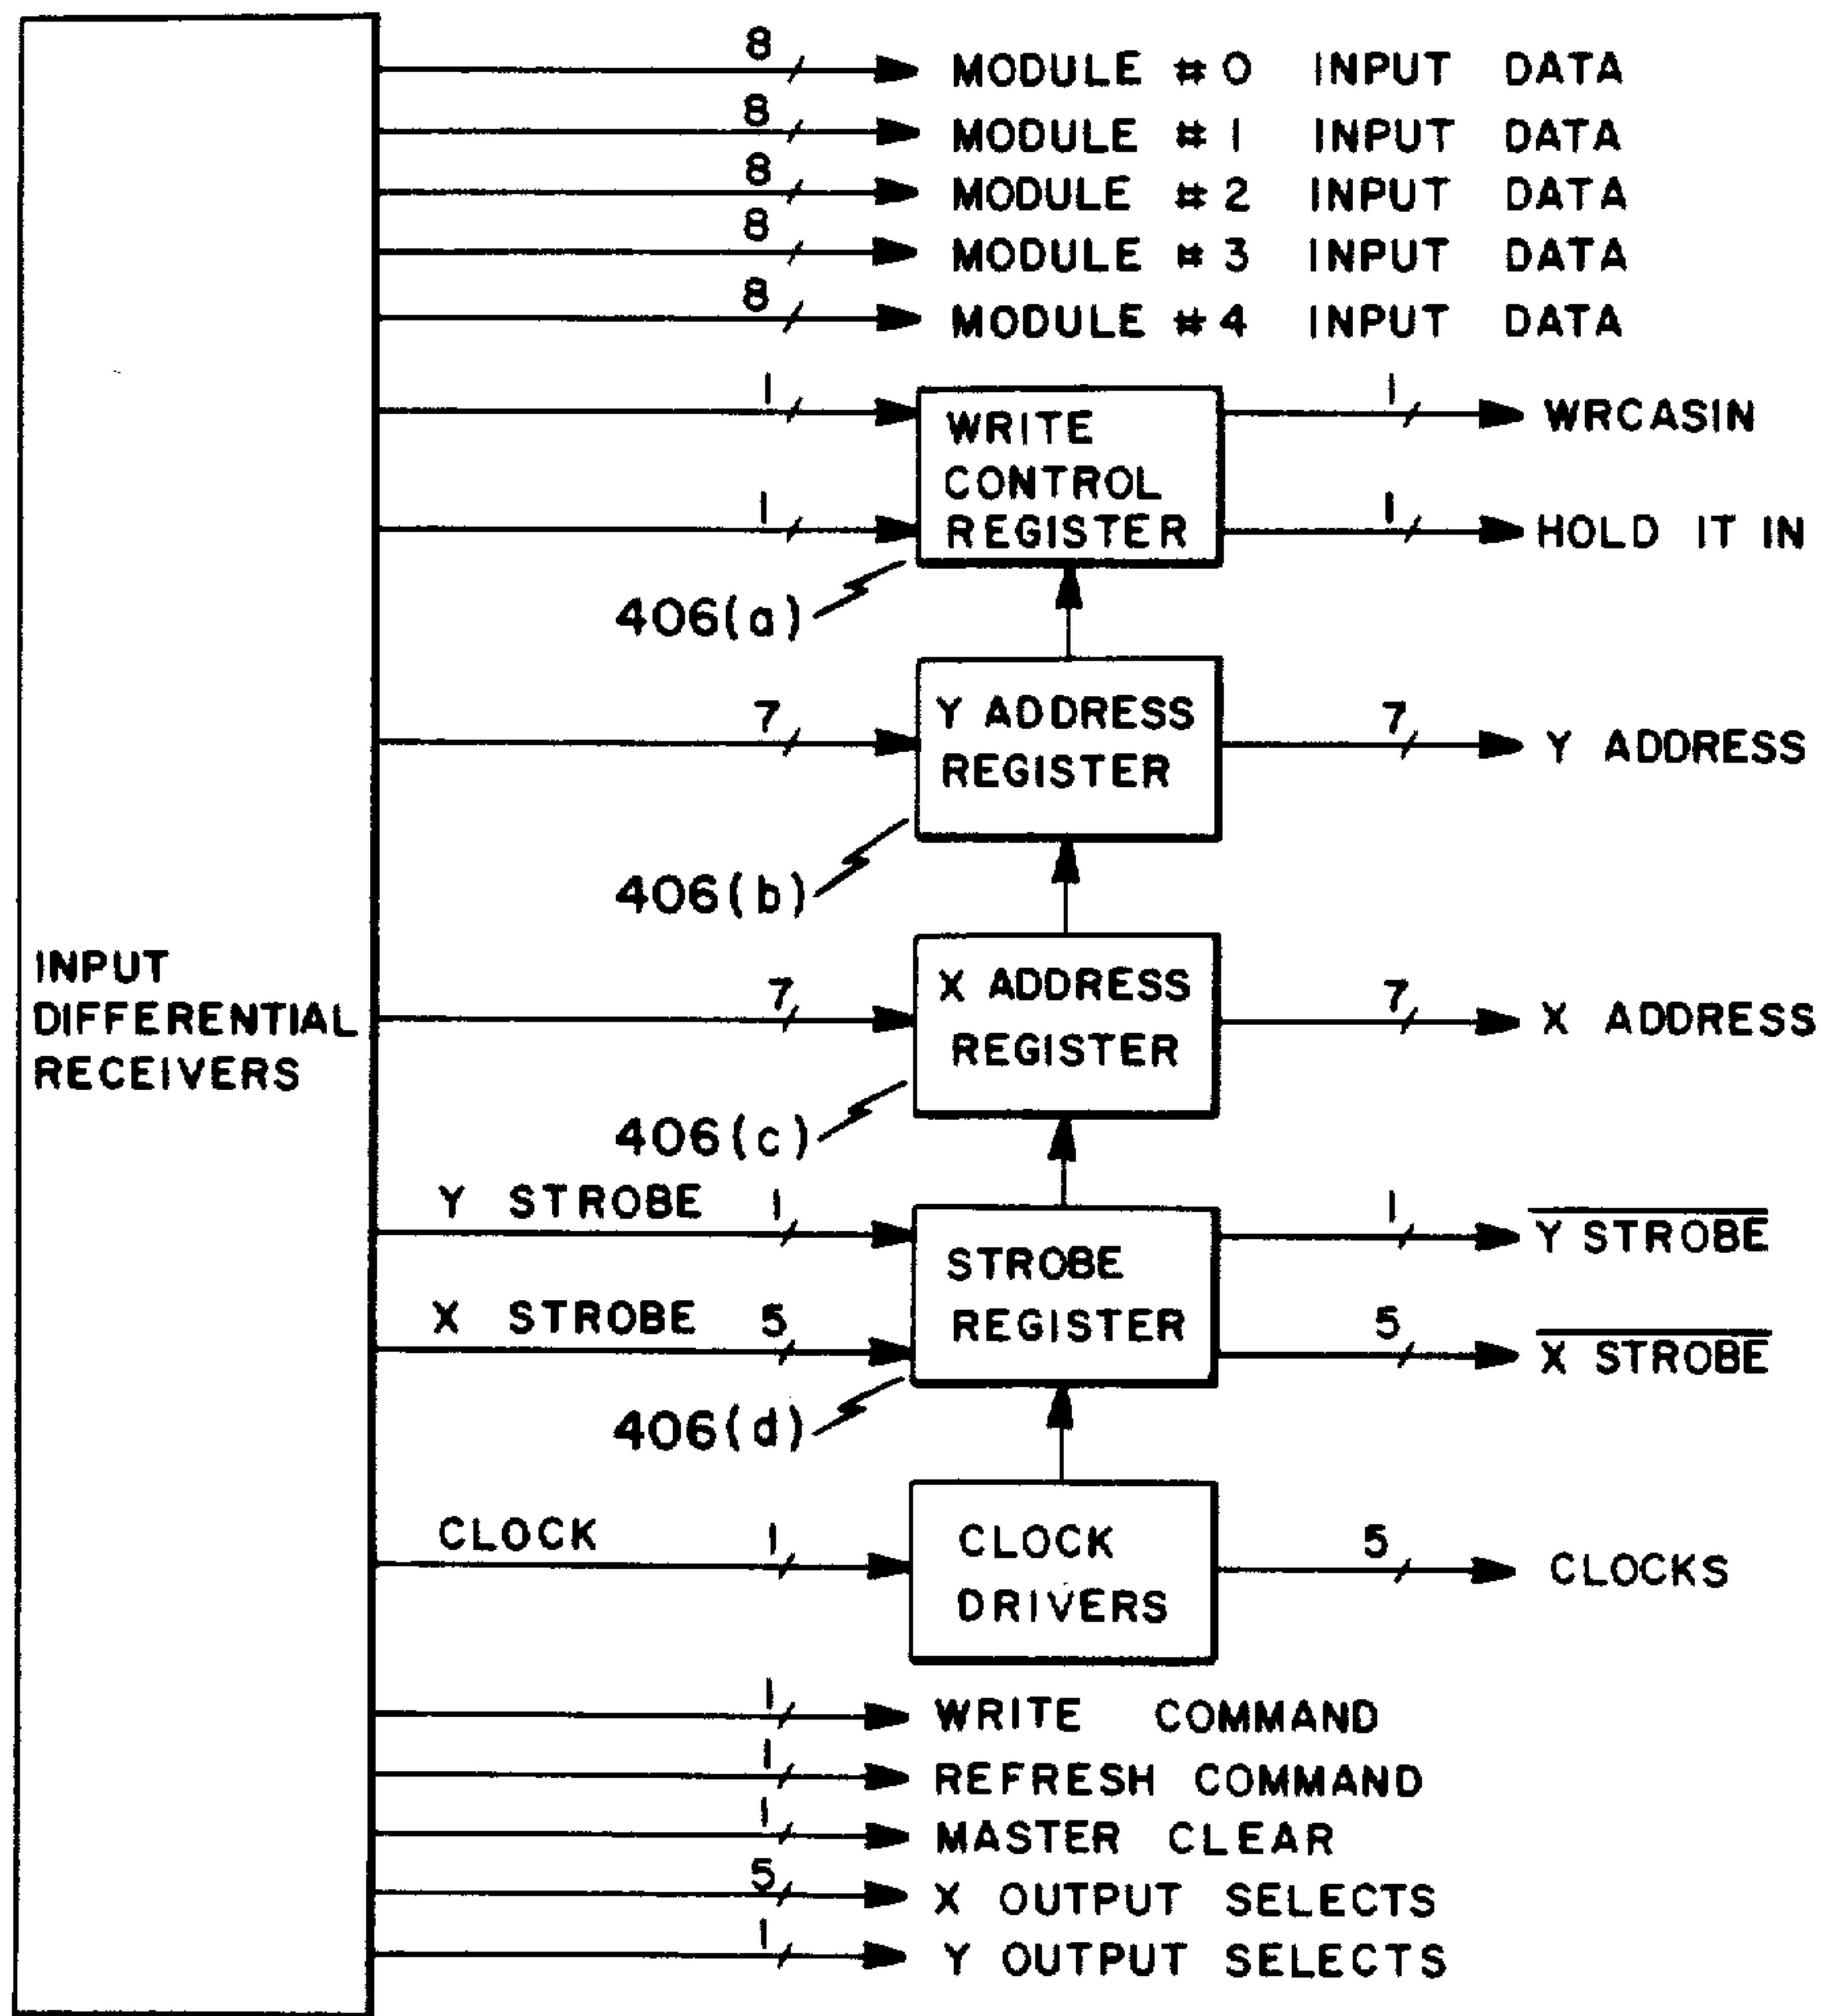 8 MODULE #0 INPUT DATA
8 MODULE #1 INPUT DATA
8 MODULE #2 INPUT DATA
8 MODULE #3 INPUT DATA
8 MODULE #4 INPUT DATA
1 1 WRCASIN
WRITE
CONTROL
REGISTER
1 1 HOLD IT IN
406(a)
7 Y ADDRESS
REGISTER
7 Y ADDRESS
406(b)
INPUT
DIFFERENTIAL
RECEIVERS
7 X ADDRESS
REGISTER
7 X ADDRESS
406(c)
Y STROBE 1
STROBE
REGISTER
1 Y STROBE
X STROBE 5
5 X STROBE
406(d)
CLOCK 1
CLOCK
DRIVERS
5 CLOCKS
1 WRITE COMMAND
1 REFRESH COMMAND
1 MASTER CLEAR
5 X OUTPUT SELECTS
1 Y OUTPUT SELECTS